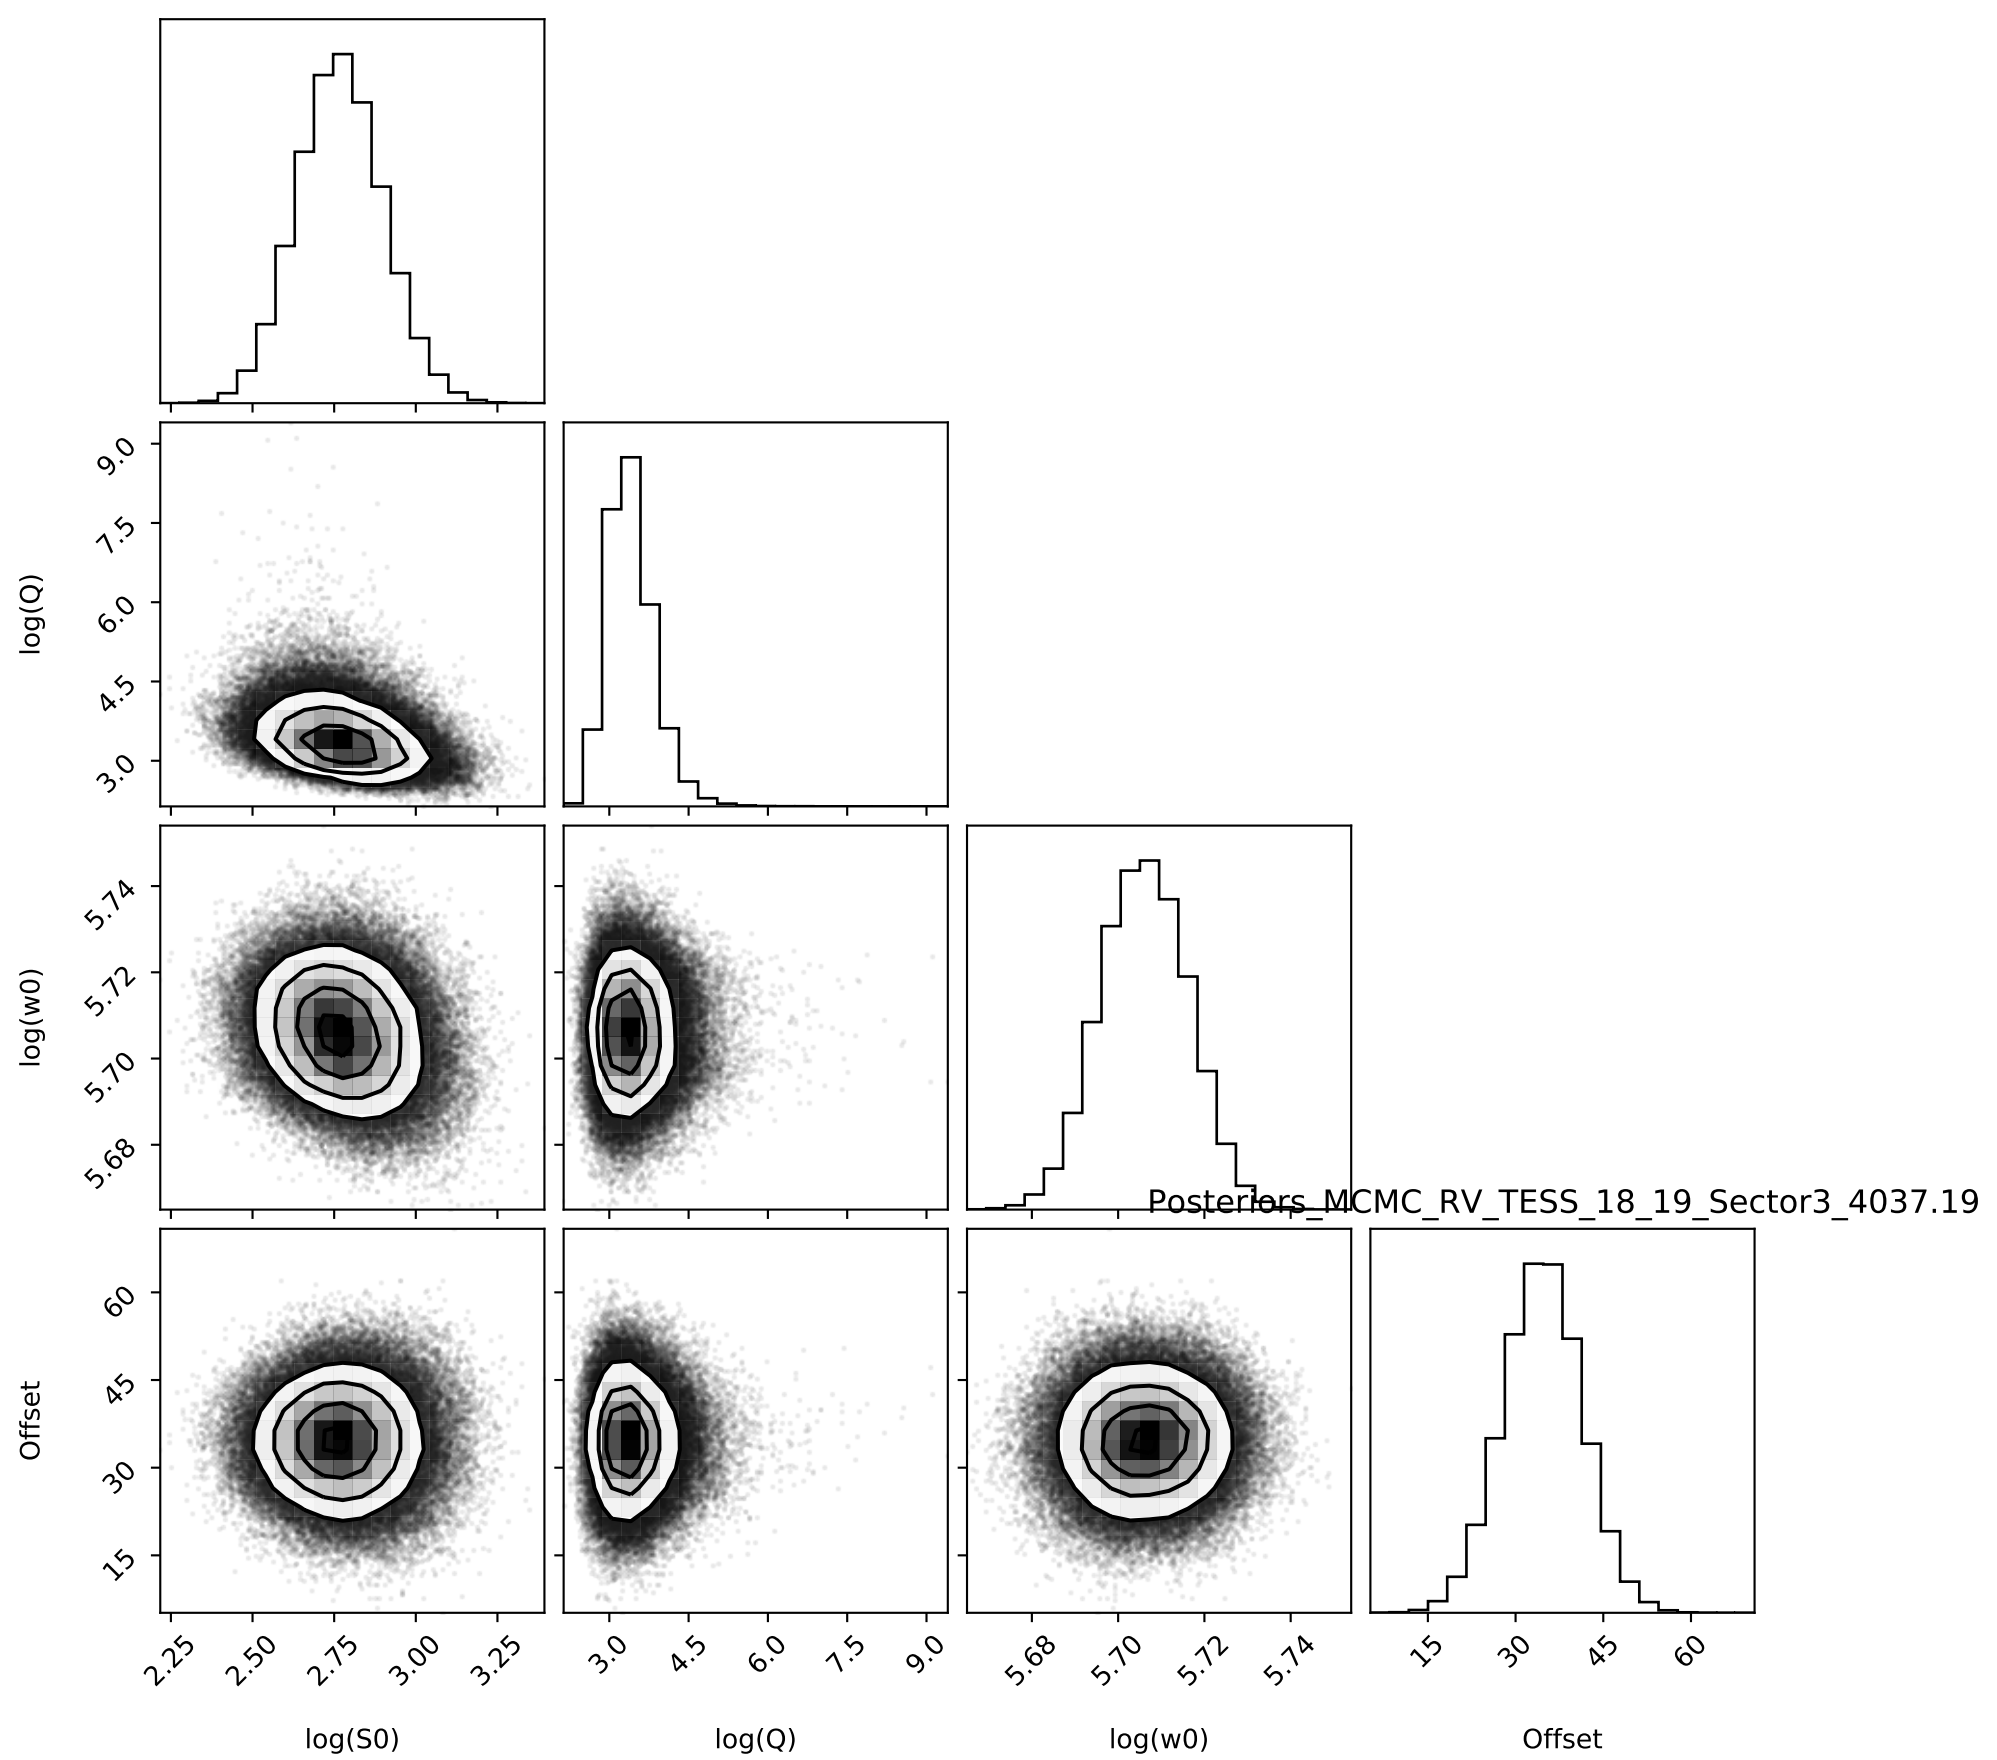 9.0
7.5
6.0
4.5
3.0
log(Q)
5.74
5.72
5.70
5.68
log(w0)
Posteriors_MCMC_RV_TESS_18_19_Sector3_4037.19
60
45
30
15
Offset
2.25 2.50 2.75 3.00 3.25
3.0 4.5 6.0 7.5 9.0
5.68 5.70 5.72 5.74
15 30 45 60
log(S0) log(Q) log(w0) Offset